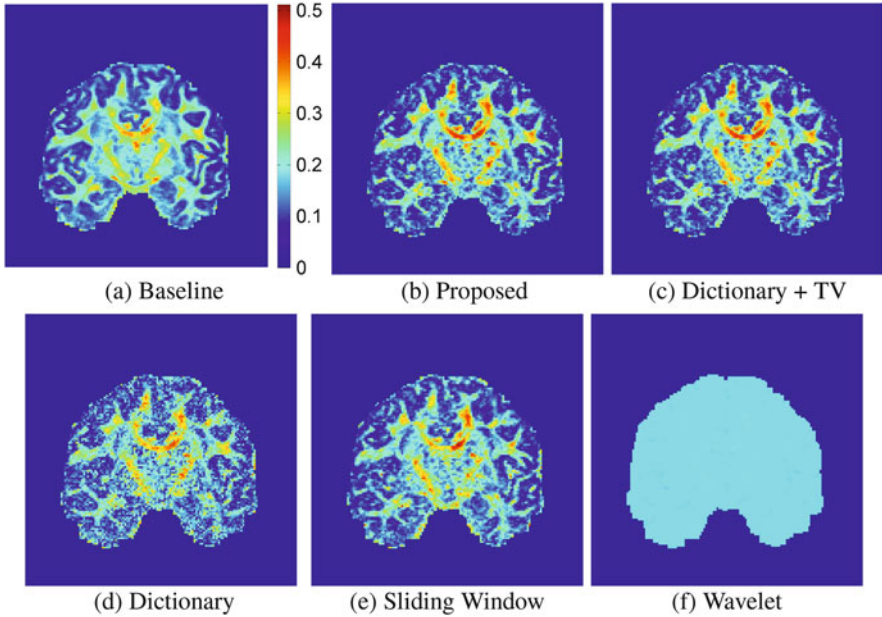 0.5
0.4
0.3
0.2
0.1
0
(a) Baseline
(b) Proposed
(c) Dictionary + TV
(d) Dictionary
(e) Sliding Window
(f) Wavelet